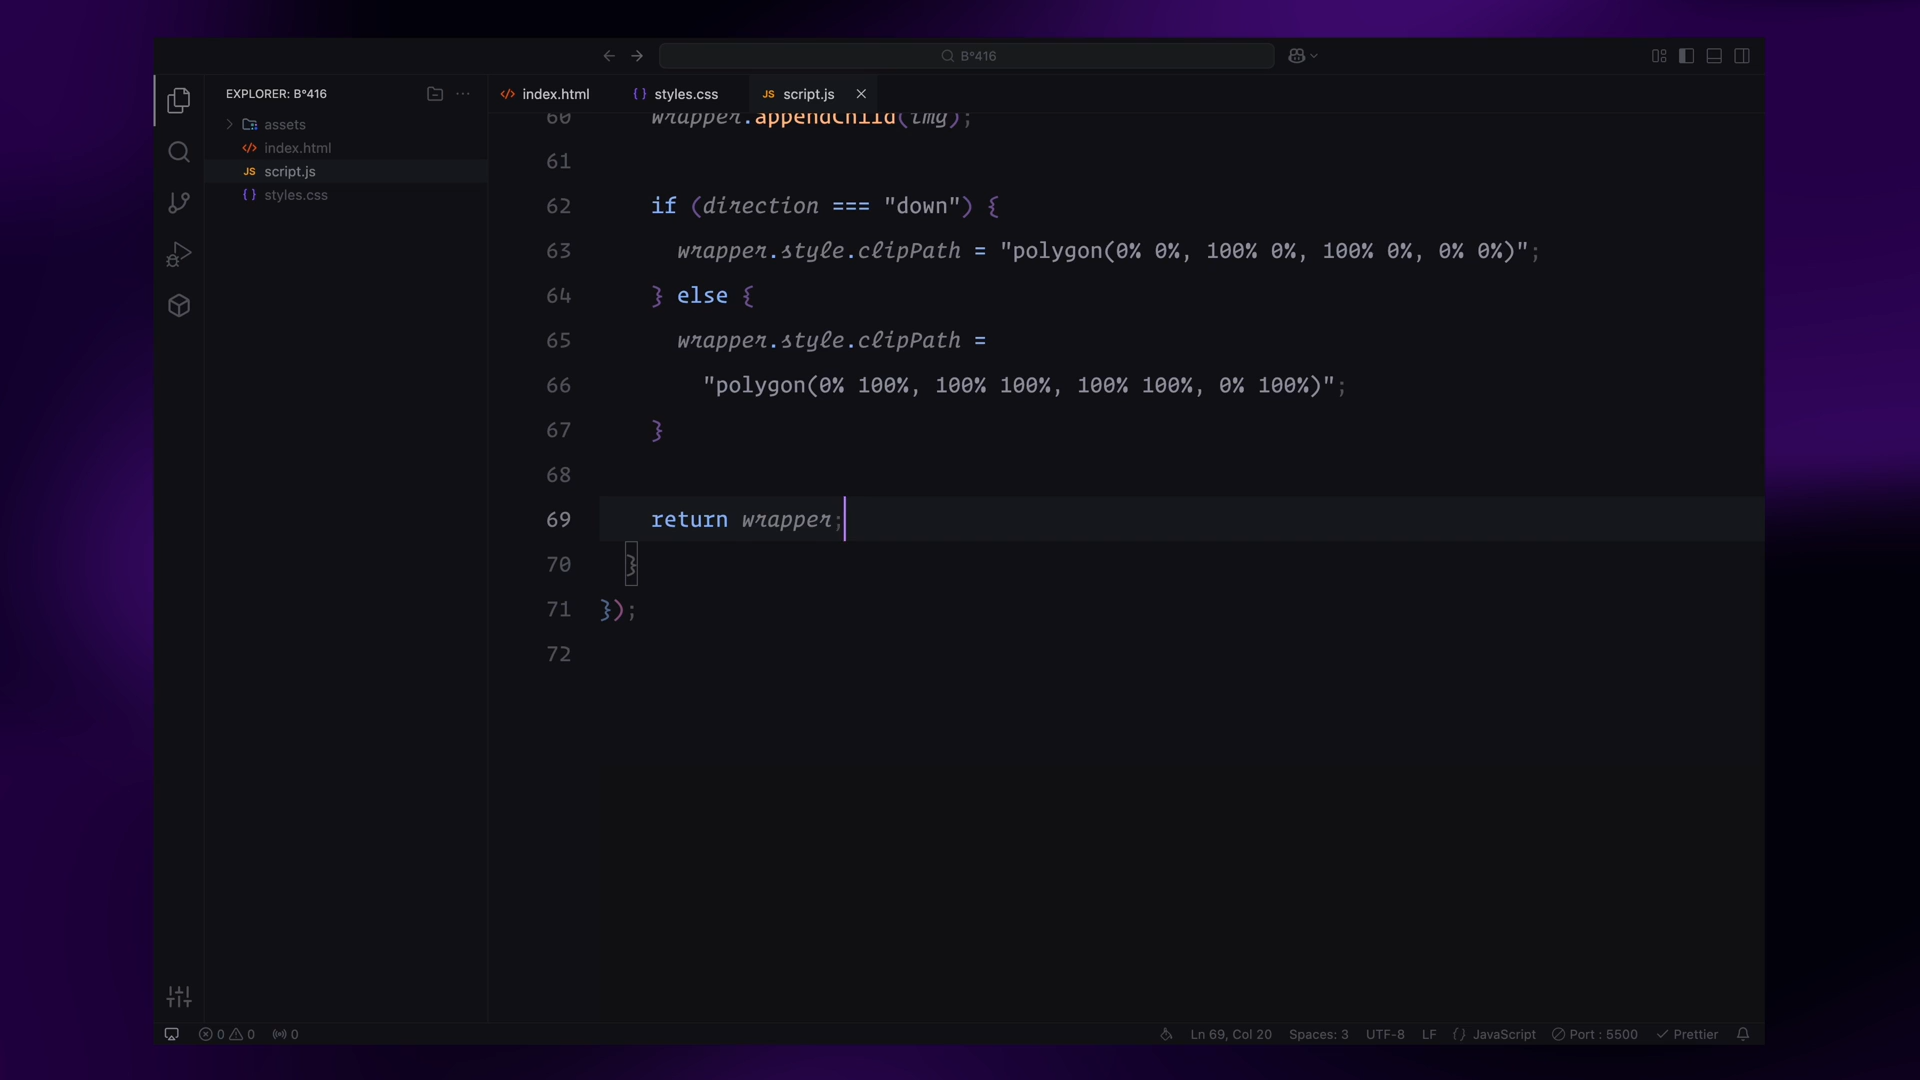 B°416
EXPLORER: B°416
assets
index.html
script.js
styles.css
index.html
styles.css
JS script.js
60 wrapper.appendChild(img);
61
62 if (direction === "down") {
63 wrapper.style.clipPath = "polygon(0% 0%, 100% 0%, 100% 0%, 0% 0%)";
64 } else {
65 wrapper.style.clipPath =
66 "polygon(0% 100%, 100% 100%, 100% 100%, 0% 100%)";
67 }
68
69 return wrapper;
70 }
71 });
72
0 0 0
Ln 69, Col 20 Spaces: 3 UTF-8 LF {} JavaScript Port : 5500 Prettier